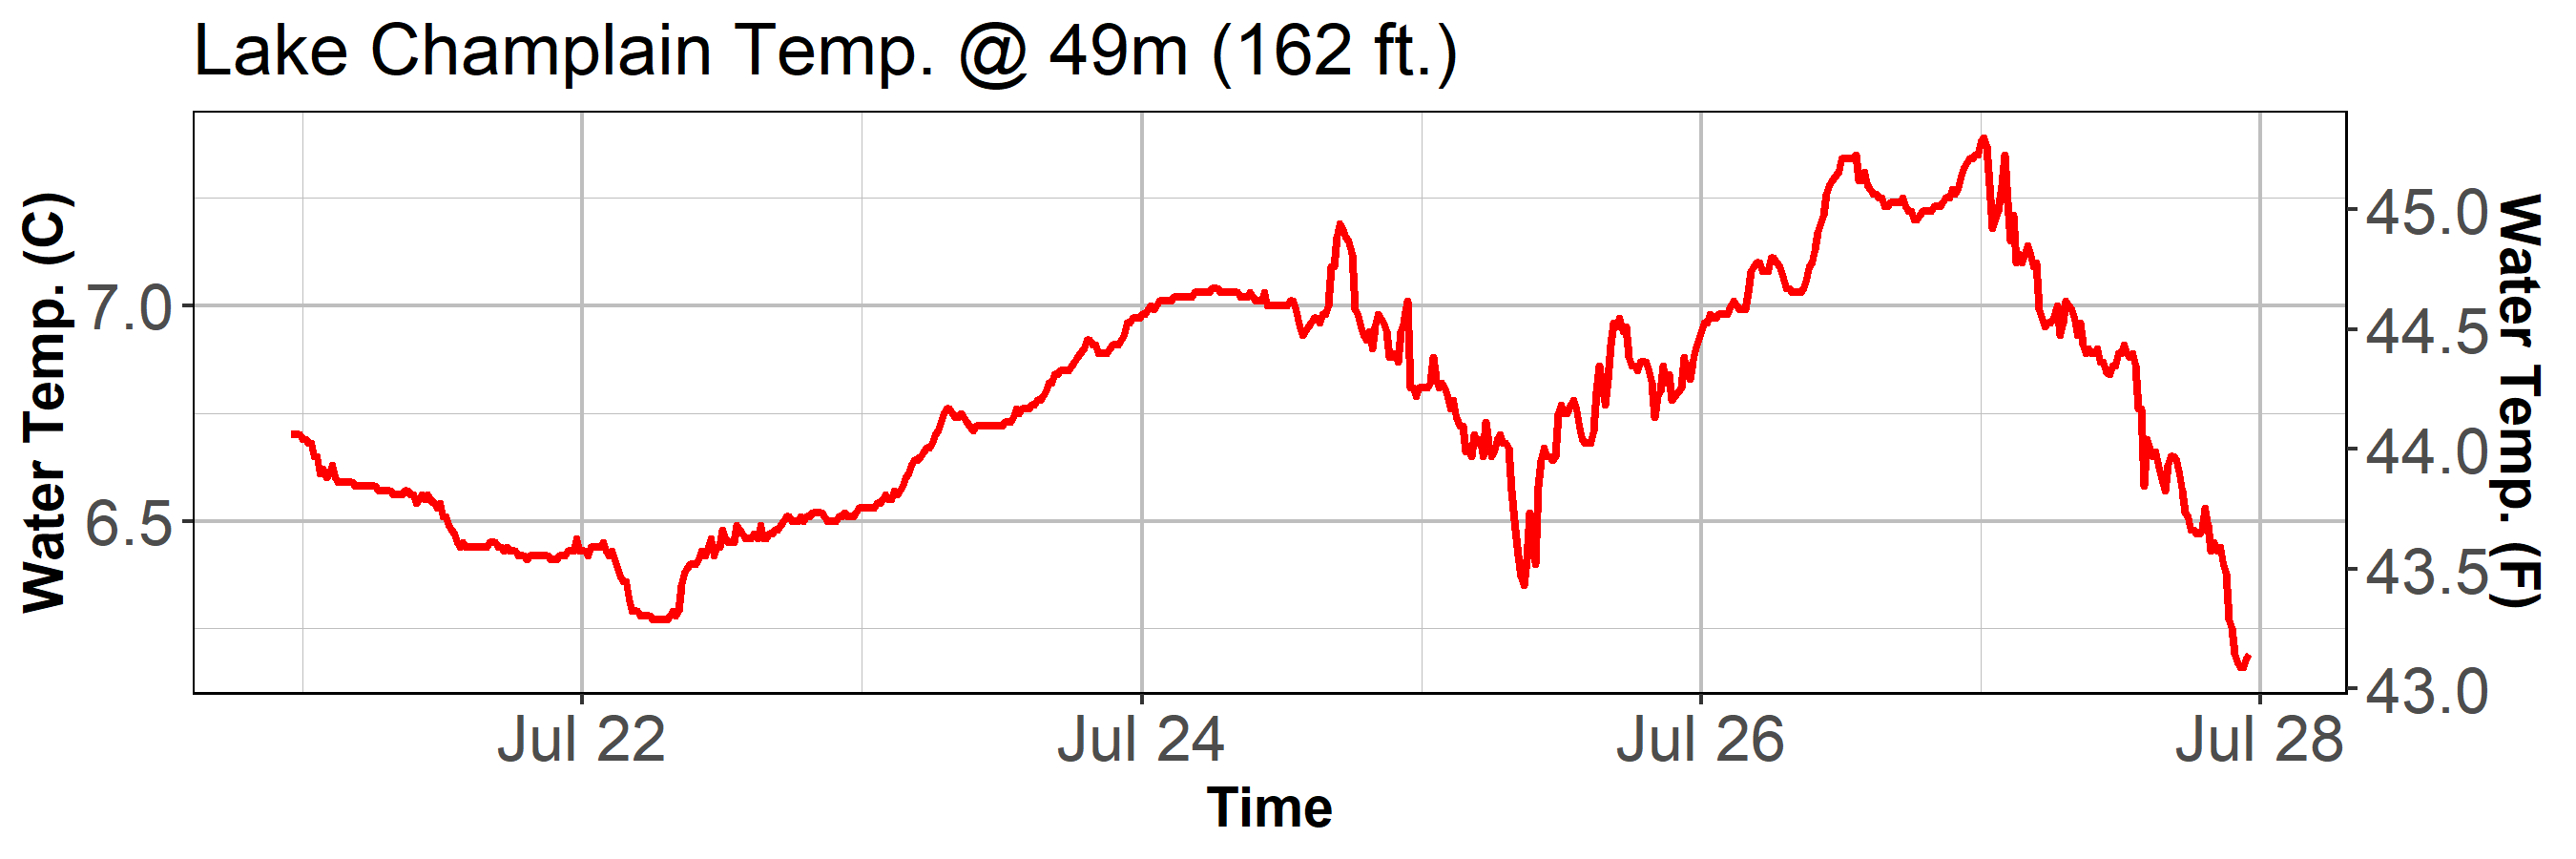 Lake Champlain Temp. @ 49m (162 ft.)
Water Temp. (C)
7.0
6.5
45.0
44.5
44.0
43.5
43.0
Water Temp. (F)
Jul 22
Jul 24
Jul 26
Jul 28
Time